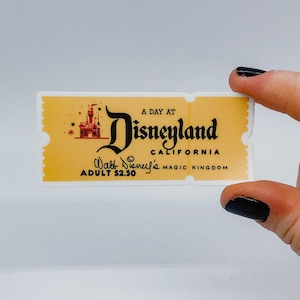 A DAY AT
Disneyland
CALIFORNIA
Walt Disney's MAGIC KINGDOM
ADULT $2.50